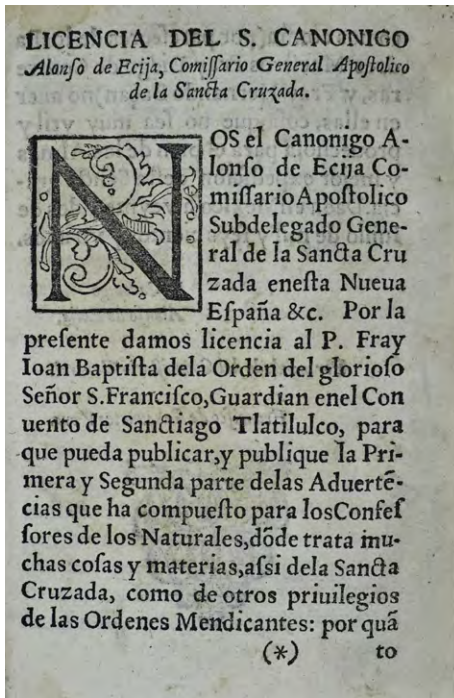 LICENCIA DEL S. CANONIGO
Alonſo de Ecija, Comiſſario General Apoſtolico
de la Sancta Cruzada.
NOS el Canonigo A-
lonſo de Ecija Co-
miſſario Apoſtolico
Subdelegado Gene-
ral de la Sancta Cru
zada eneſta Nueua
Eſpaña &c. Por la
preſente damos licencia al P. Fray
Ioan Baptiſta dela Orden del glorioſo
Señor S. Franciſco, Guardian enel Con
uento de Sanctiago Tlatilulco, para
que pueda publicar, y publique la Pri-
mera y Segunda parte delas Aduertē-
cias que ha compueſto para los Confeſ
ſores de los Naturales, dōde trata mu-
chas coſas y materias, aſsi dela Sancta
Cruzada, como de otros priuilegios
de las Ordenes Mendicantes: por quā
(*) to